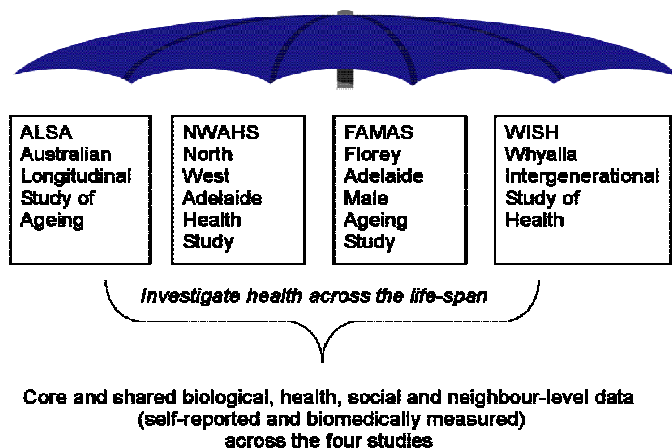 ALSA
Australian
Longitudinal
Study of
Ageing
NWAHS
North
West
Adelaide
Health
Study
FAMAS
Florey
Adelaide
Male
Ageing
Study
WISH
Whyalla
Intergenerational
Study of
Health
Investigate health across the life-span
Core and shared biological, health, social and neighbour-level data
(self-reported and biomedically measured)
across the four studies